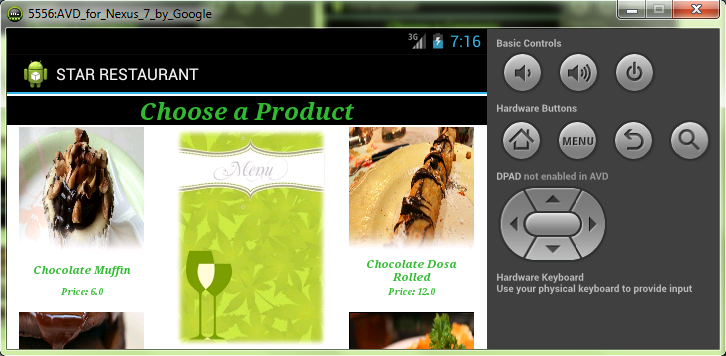 5556:AVD_for_Nexus_7_by_Google
3G
7:16
STAR RESTAURANT
Choose a Product
Menu
Chocolate Muffin
Price: 6.0
Chocolate Dosa
Rolled
Price: 12.0
Basic Controls
Hardware Buttons
MENU
DPAD not enabled in AVD
Hardware Keyboard
Use your physical keyboard to provide input